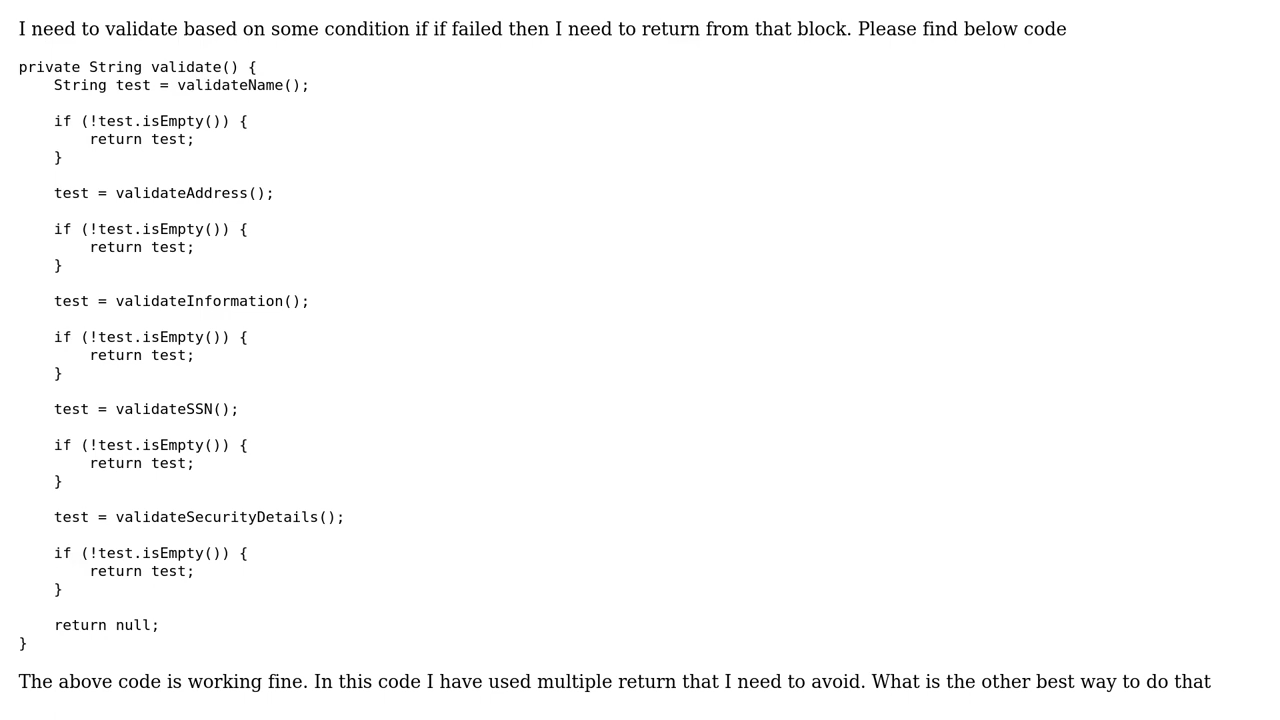 I need to validate based on some condition if if failed then I need to return from that block. Please find below code
private String validate() {
    String test = validateName();
    if (!test.isEmpty()) {
        return test;
    }
    test = validateAddress();
    if (!test.isEmpty()) {
        return test;
    }
    test = validateInformation();
    if (!test.isEmpty()) {
        return test;
    }
    test = validateSSN();
    if (!test.isEmpty()) {
        return test;
    }
    test = validateSecurityDetails();
    if (!test.isEmpty()) {
        return test;
    }
    return null;
}
The above code is working fine. In this code I have used multiple return that I need to avoid. What is the other best way to do that